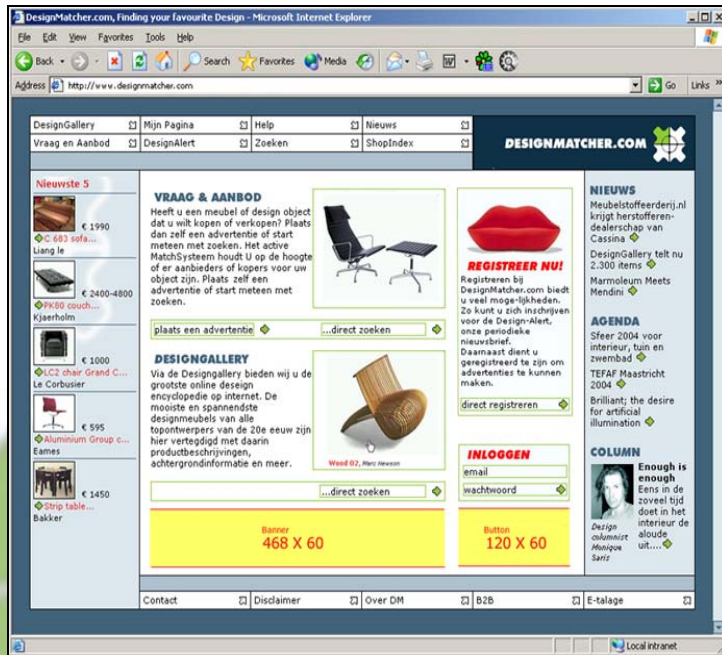 DesignMatcher.com, Finding your favourite Design - Microsoft Internet Explorer
File Edit View Favorites Tools Help
Back Search Favorites Media
Address http://www.designmatcher.com Go Links
DesignGallery Mijn Pagina Help Nieuws
Vraag en Aanbod DesignAlert Zoeken ShopIndex
DESIGNMATCHER.COM
Nieuwste 5
€ 1990
C 683 sofa...
Liang le
€ 2400-4800
PK80 couch...
Kjaerholm
€ 1000
LC2 chair Grand C...
Le Corbusier
€ 595
Aluminium Group c...
Eames
€ 1450
Strip table...
Bakker
VRAAG & AANBOD
Heeft u een meubel of design object
dat u wilt kopen of verkopen? Plaats
dan zelf een advertentie of start
meteen met zoeken. Het active
MatchSysteem houdt U op de hoogte
of er aanbieders of kopers voor uw
object zijn. Plaats zelf een
advertentie of start meteen met
zoeken.
plaats een advertentie ...direct zoeken
DESIGNGALLERY
Via de Designgallery bieden wij u de
grootste online deseign
encyclopedie op internet. De
mooiste en spannendste
designmeubels van alle
topontwerpers van de 20e eeuw zijn
hier vertegdigd met daarin
productbeschrijvingen,
achtergrondinformatie en meer.
Wood 02, Marc Newson
...direct zoeken
Banner
468 X 60
REGISTREER NU!
Registreren bij
DesignMatcher.com biedt
u veel moge-lijkheden.
Zo kunt u zich inschrijven
voor de Design-Alert,
onze periodieke
nieuwsbrief.
Daarnaast dient u
geregistreerd te zijn om
advertenties te kunnen
maken.
direct registreren
INLOGGEN
email
wachtwoord
Button
120 X 60
NIEUWS
Meubelstoffeerderij.nl
krijgt herstofferen-
dealerschap van
Cassina
DesignGallery telt nu
2.300 items
Marmoleum Meets
Mendini
AGENDA
Sfeer 2004 voor
interieur, tuin en
zwembad
TEFAF Maastricht
2004
Brilliant; the desire
for artificial
illumination
COLUMN
Enough is
enough
Eens in de
zoveel tijd
doet in het
interieur de
aloude
uit....
Design
columnist
Monique
Saris
Contact Disclaimer Over DM B2B E-talage
Local intranet